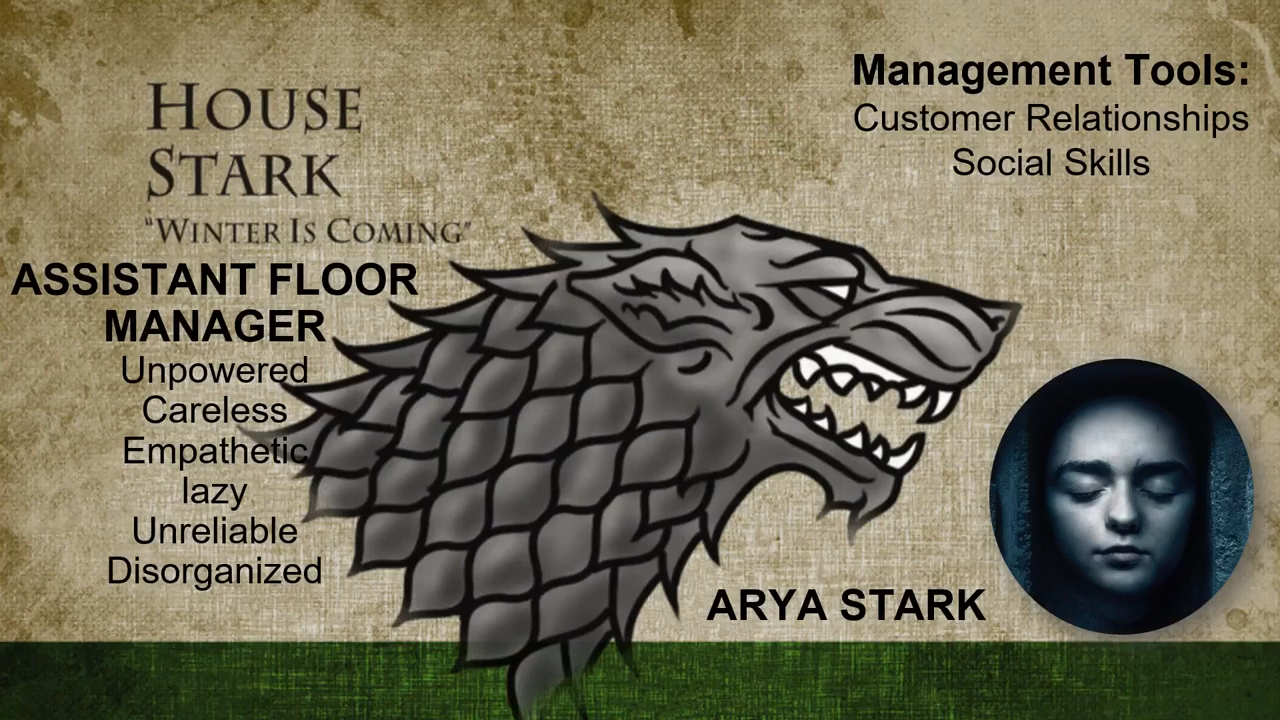 HOUSE
STARK
"WINTER IS COMING"
ASSISTANT FLOOR
MANAGER
Unpowered
Careless
Empathetic
lazy
Unreliable
Disorganized
Management Tools:
Customer Relationships
Social Skills
ARYA STARK